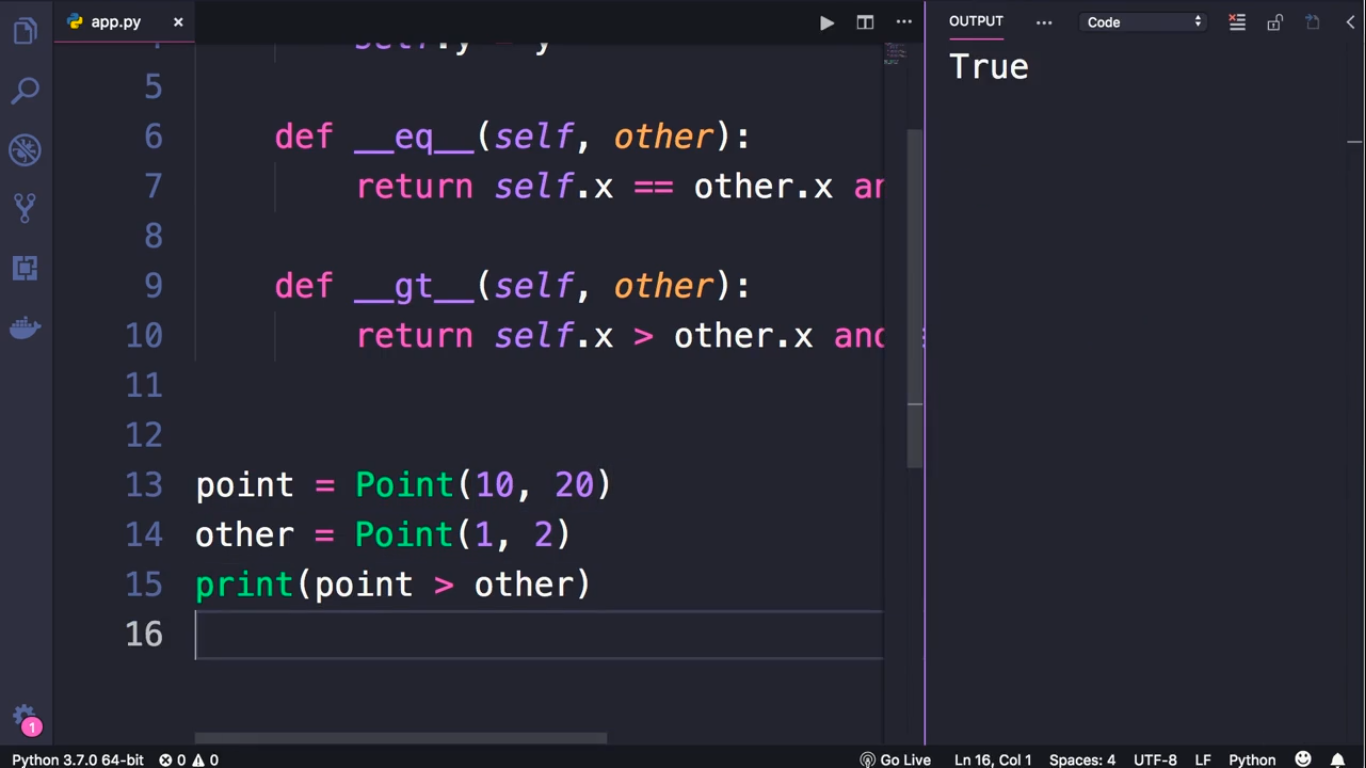 app.py
OUTPUT
Code
True
4 self.y = y
5
6 def __eq__(self, other):
7 return self.x == other.x an
8
9 def __gt__(self, other):
10 return self.x > other.x and
11
12
13 point = Point(10, 20)
14 other = Point(1, 2)
15 print(point > other)
16
1
Python 3.7.0 64-bit 0 0 Go Live Ln 16, Col 1 Spaces: 4 UTF-8 LF Python